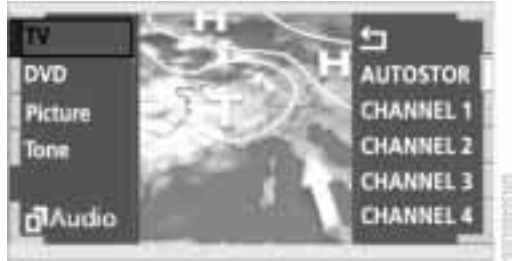 TV
DVD
Picture
Tone
Audio
H
H
T
AUTOSTOR
CHANNEL 1
CHANNEL 2
CHANNEL 3
CHANNEL 4